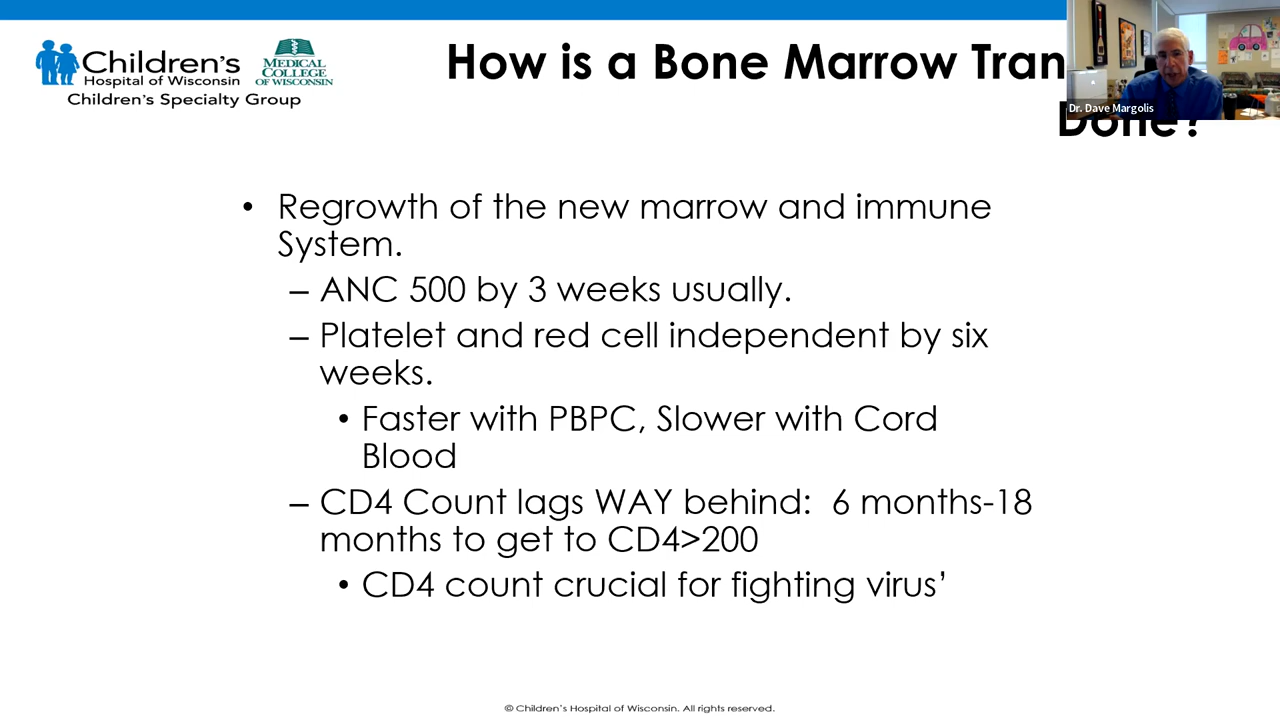 Children's
Hospital of Wisconsin
Children's Specialty Group
MEDICAL
COLLEGE
OF WISCONSIN
How is a Bone Marrow Tran
Done?
Dr. Dave Margolis
• Regrowth of the new marrow and immune
System.
– ANC 500 by 3 weeks usually.
– Platelet and red cell independent by six
weeks.
• Faster with PBPC, Slower with Cord
Blood
– CD4 Count lags WAY behind: 6 months-18
months to get to CD4>200
• CD4 count crucial for fighting virus’
© Children's Hospital of Wisconsin. All rights reserved.